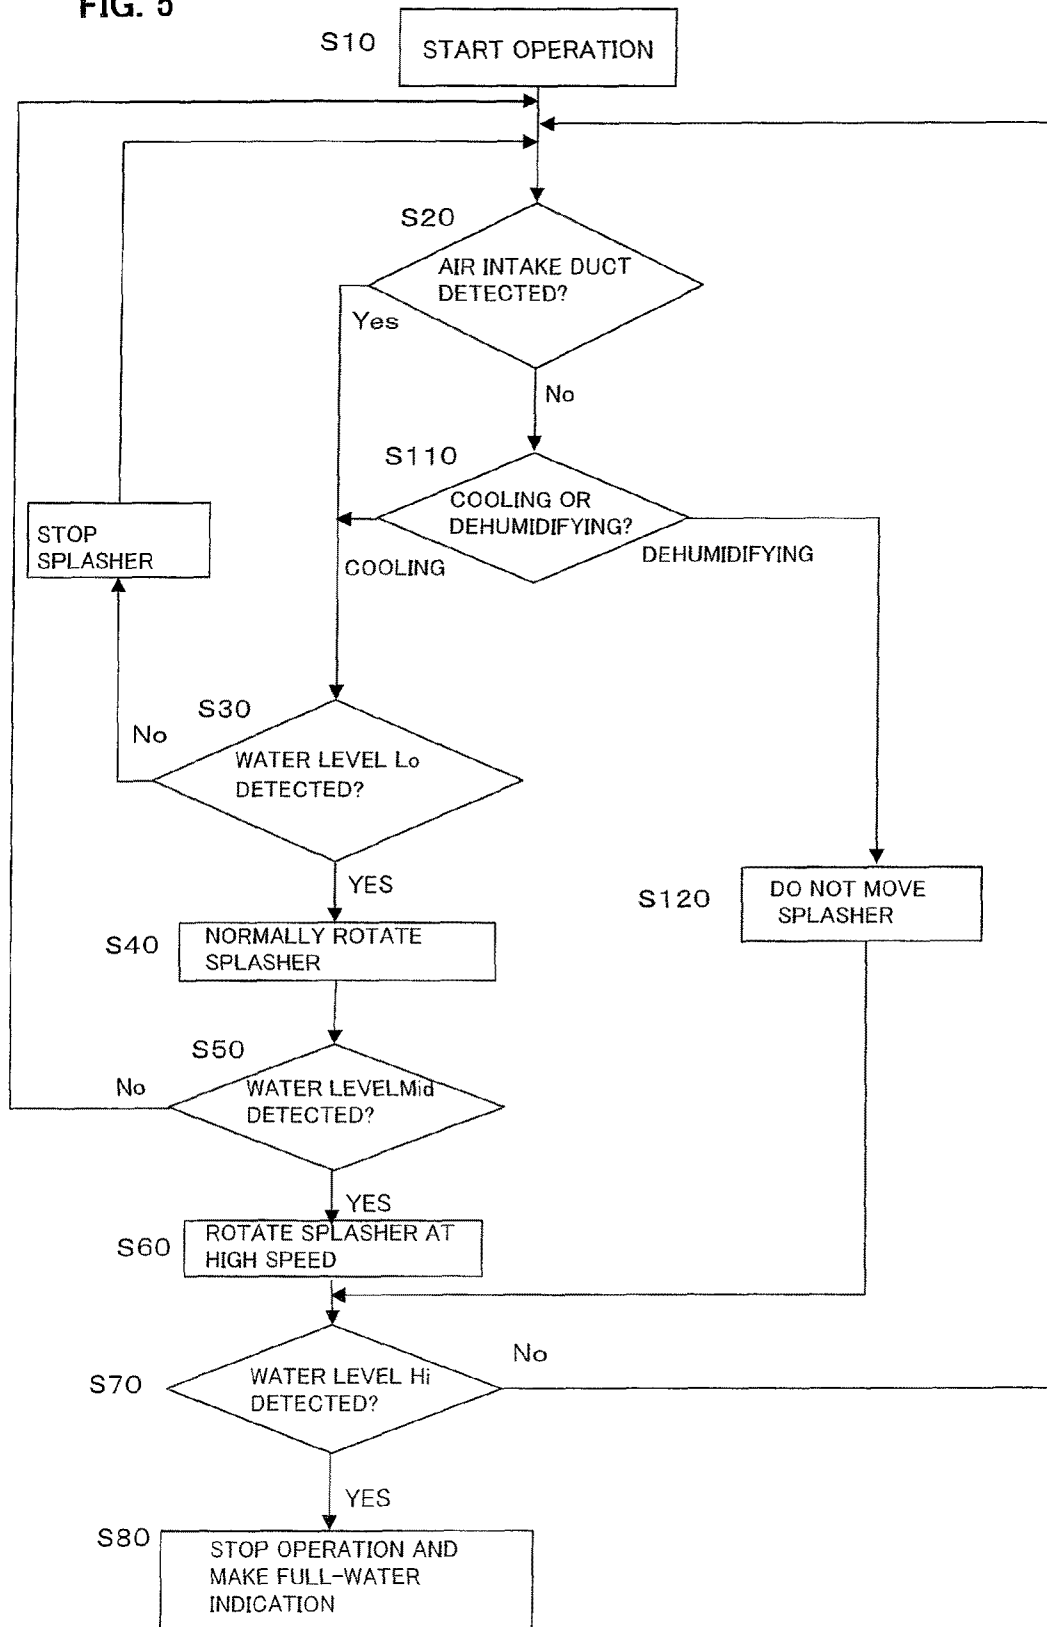 FIG. 5
S10
START OPERATION
S20
AIR INTAKE DUCT
DETECTED?
Yes
No
S110
COOLING OR
DEHUMIDIFYING?
COOLING
DEHUMIDIFYING
STOP
SPLASHER
S30
No
WATER LEVEL Lo
DETECTED?
YES
S120
DO NOT MOVE
SPLASHER
S40
NORMALLY ROTATE
SPLASHER
S50
No
WATER LEVELMid
DETECTED?
YES
S60
ROTATE SPLASHER AT
HIGH SPEED
S70
WATER LEVEL Hi
DETECTED?
No
YES
S80
STOP OPERATION AND
MAKE FULL-WATER
INDICATION